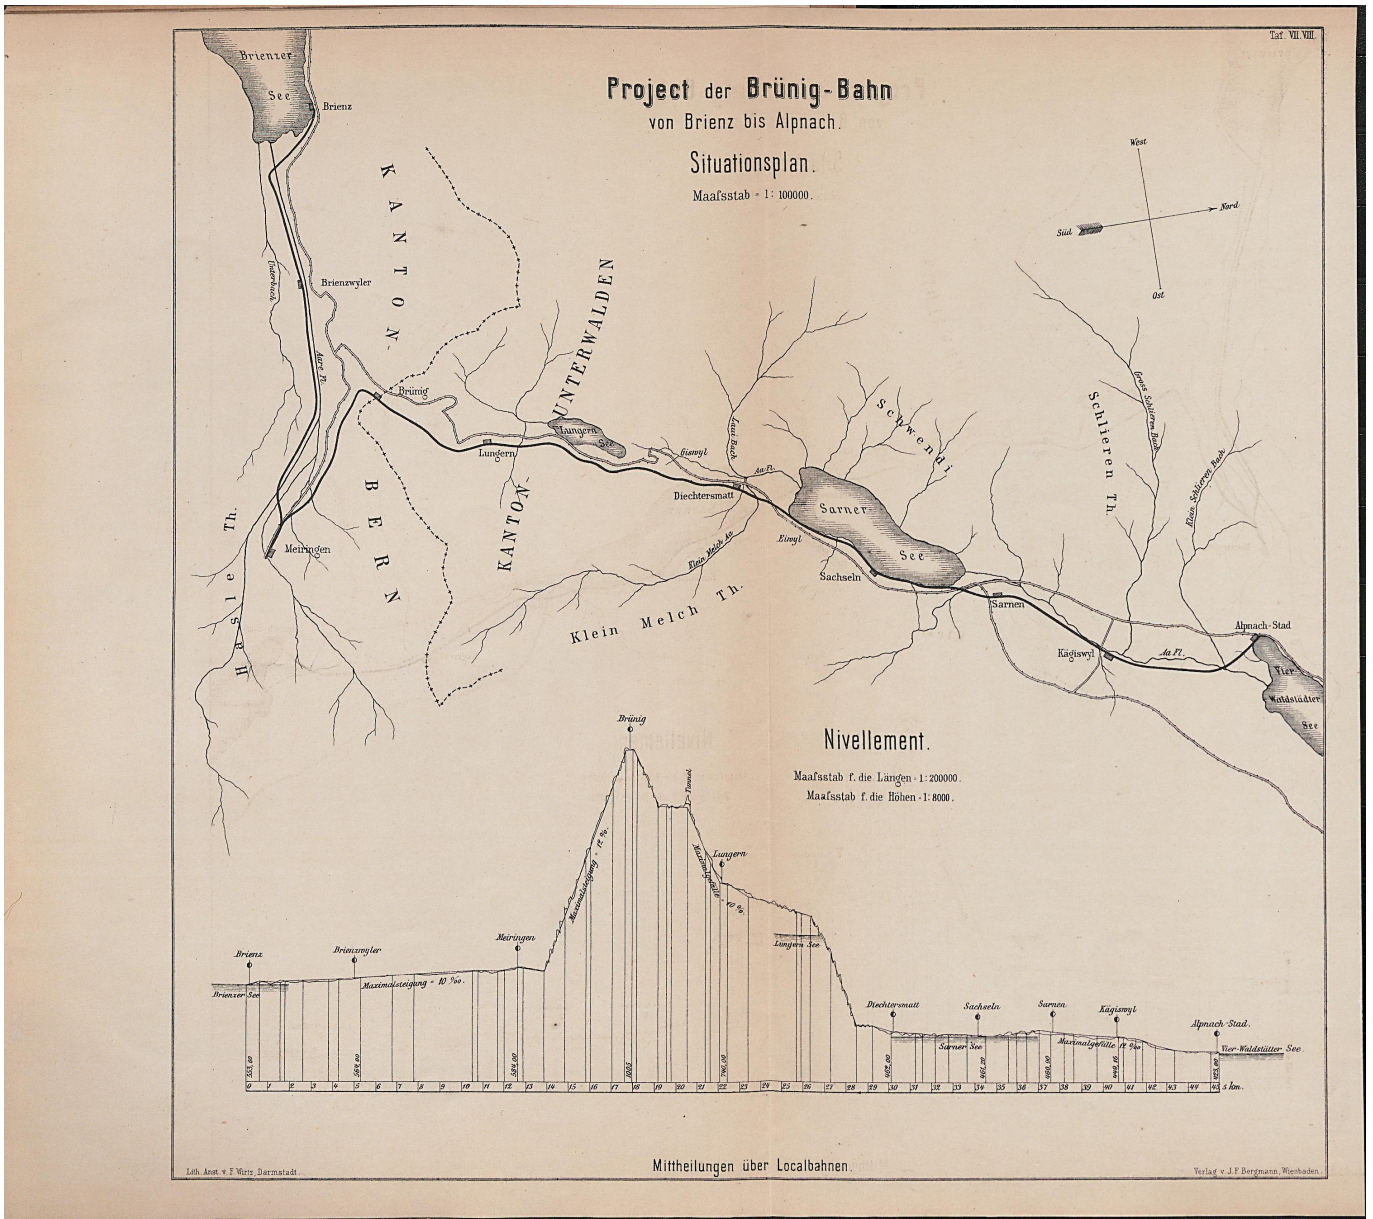 Taf. VII. VIII.
Project der Brünig-Bahn
von Brienz bis Alpnach.
Situationsplan.
Maaſsstab = 1: 100000.
West
Nord
Süd
Ost
Brienzer
See
Brienz
KANTON
Unterbach
Brienzwyler
Aare Fl.
UNTERWALDEN
Brünig
Lungern
See
Lungern
Giswyl
Laui Bach
Aa Fl.
Schwendi
Schlieren Th.
Gross Schlieren Bach
Klein Schlieren Bach
Diechtersmatt
Sarner
See
BERN
KANTON
Hasle Th.
Meiringen
Eiwyl
Klein Melch Aa
Sachseln
Klein Melch Th.
Sarnen
Kägiswyl
Aa Fl.
Alpnach-Stad
Vier-
Waldstädter
See
Nivellement.
Maaſsstab f. die Längen = 1: 200000.
Maaſsstab f. die Höhen = 1: 8000.
Brünig
Tunnel
Maximalsteigung = 12 %.
Lungern
Maximalgefälle = 10 %.
Lungern See
Meiringen
Brienzwyler
Brienz
Maximalsteigung = 10 ‰.
Brienzer See
Diechtersmatt
Sachseln
Sarnen
Kägiswyl
Alpnach-Stad.
Sarner See
Maximalgefälle 12 ‰
Vier-Waldstätter See
0 1 2 3 4 5 6 7 8 9 10 11 12 13 14 15 16 17 18 19 20 21 22 23 24 25 26 27 28 29 30 31 32 33 34 35 36 37 38 39 40 41 42 43 44 45 km.
Lith. Anst. v. F. Wirtz, Darmstadt.
Mittheilungen über Localbahnen.
Verlag v. J. F. Bergmann, Wiesbaden.